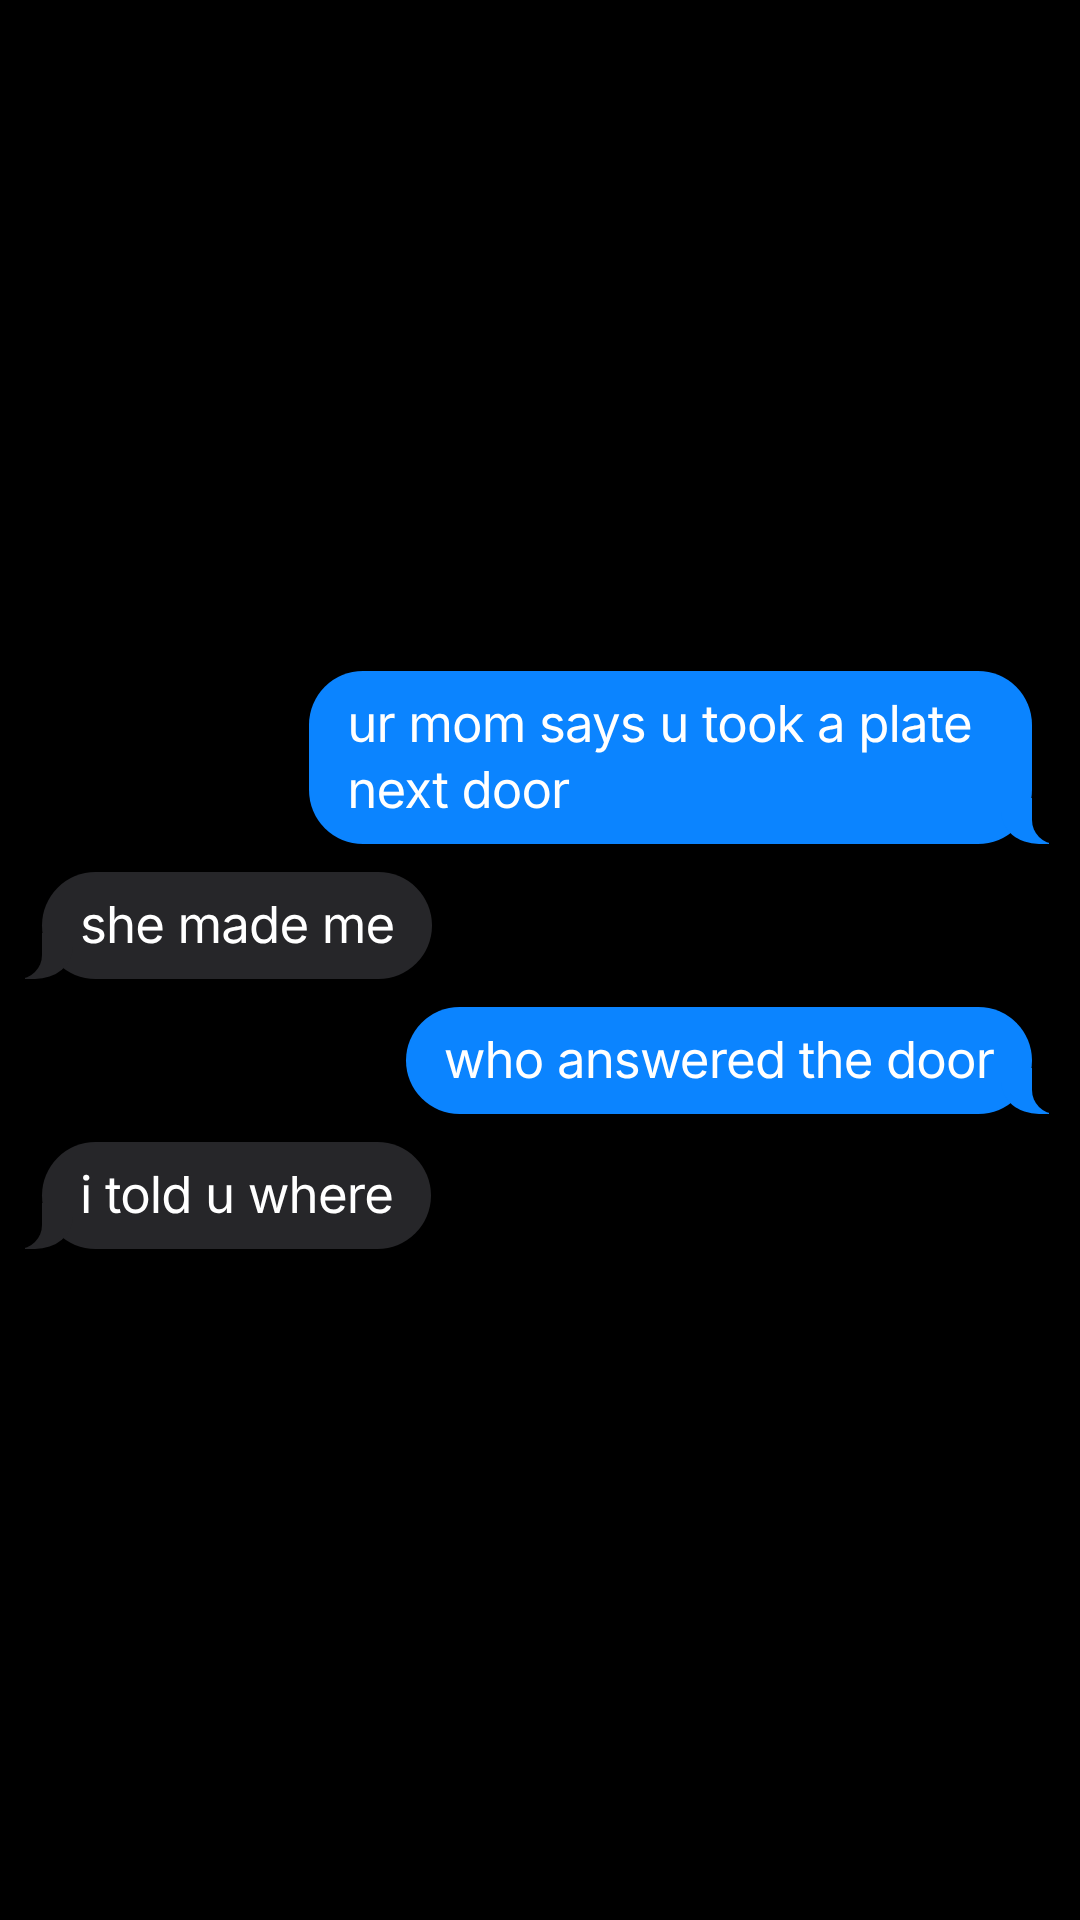 ur mom says u took a plate
next door
she made me
who answered the door
i told u where